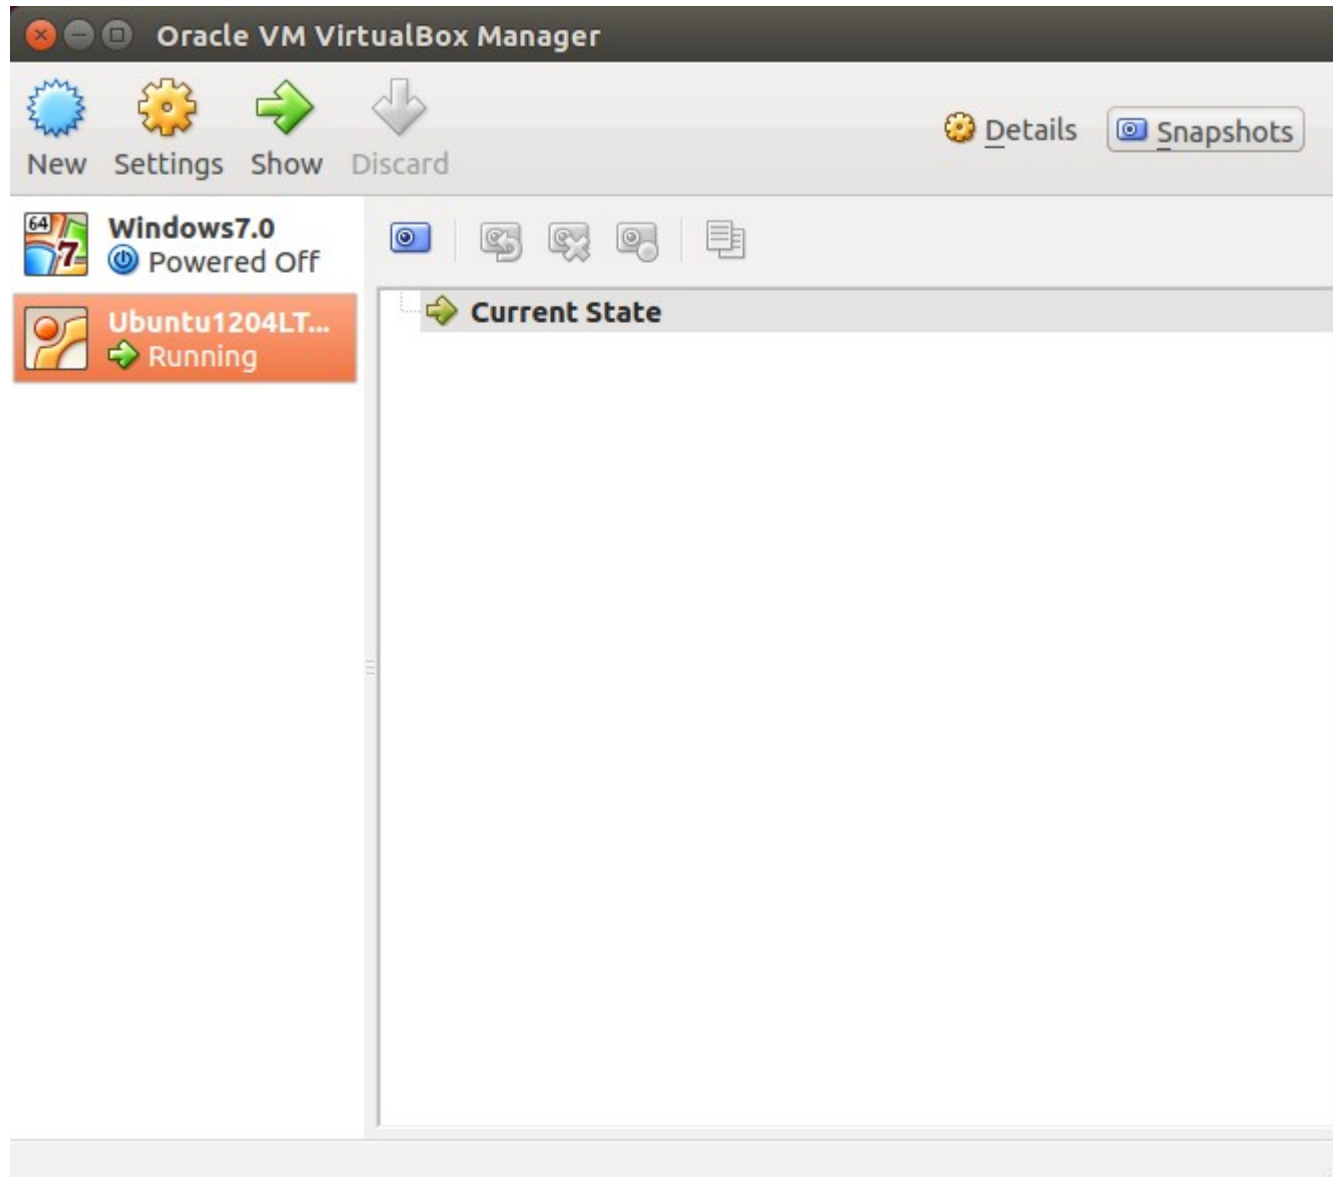 Oracle VM VirtualBox Manager
New Settings Show Discard
Details Snapshots
64
7
Windows7.0
Powered Off
Ubuntu1204LT...
Running
Current State